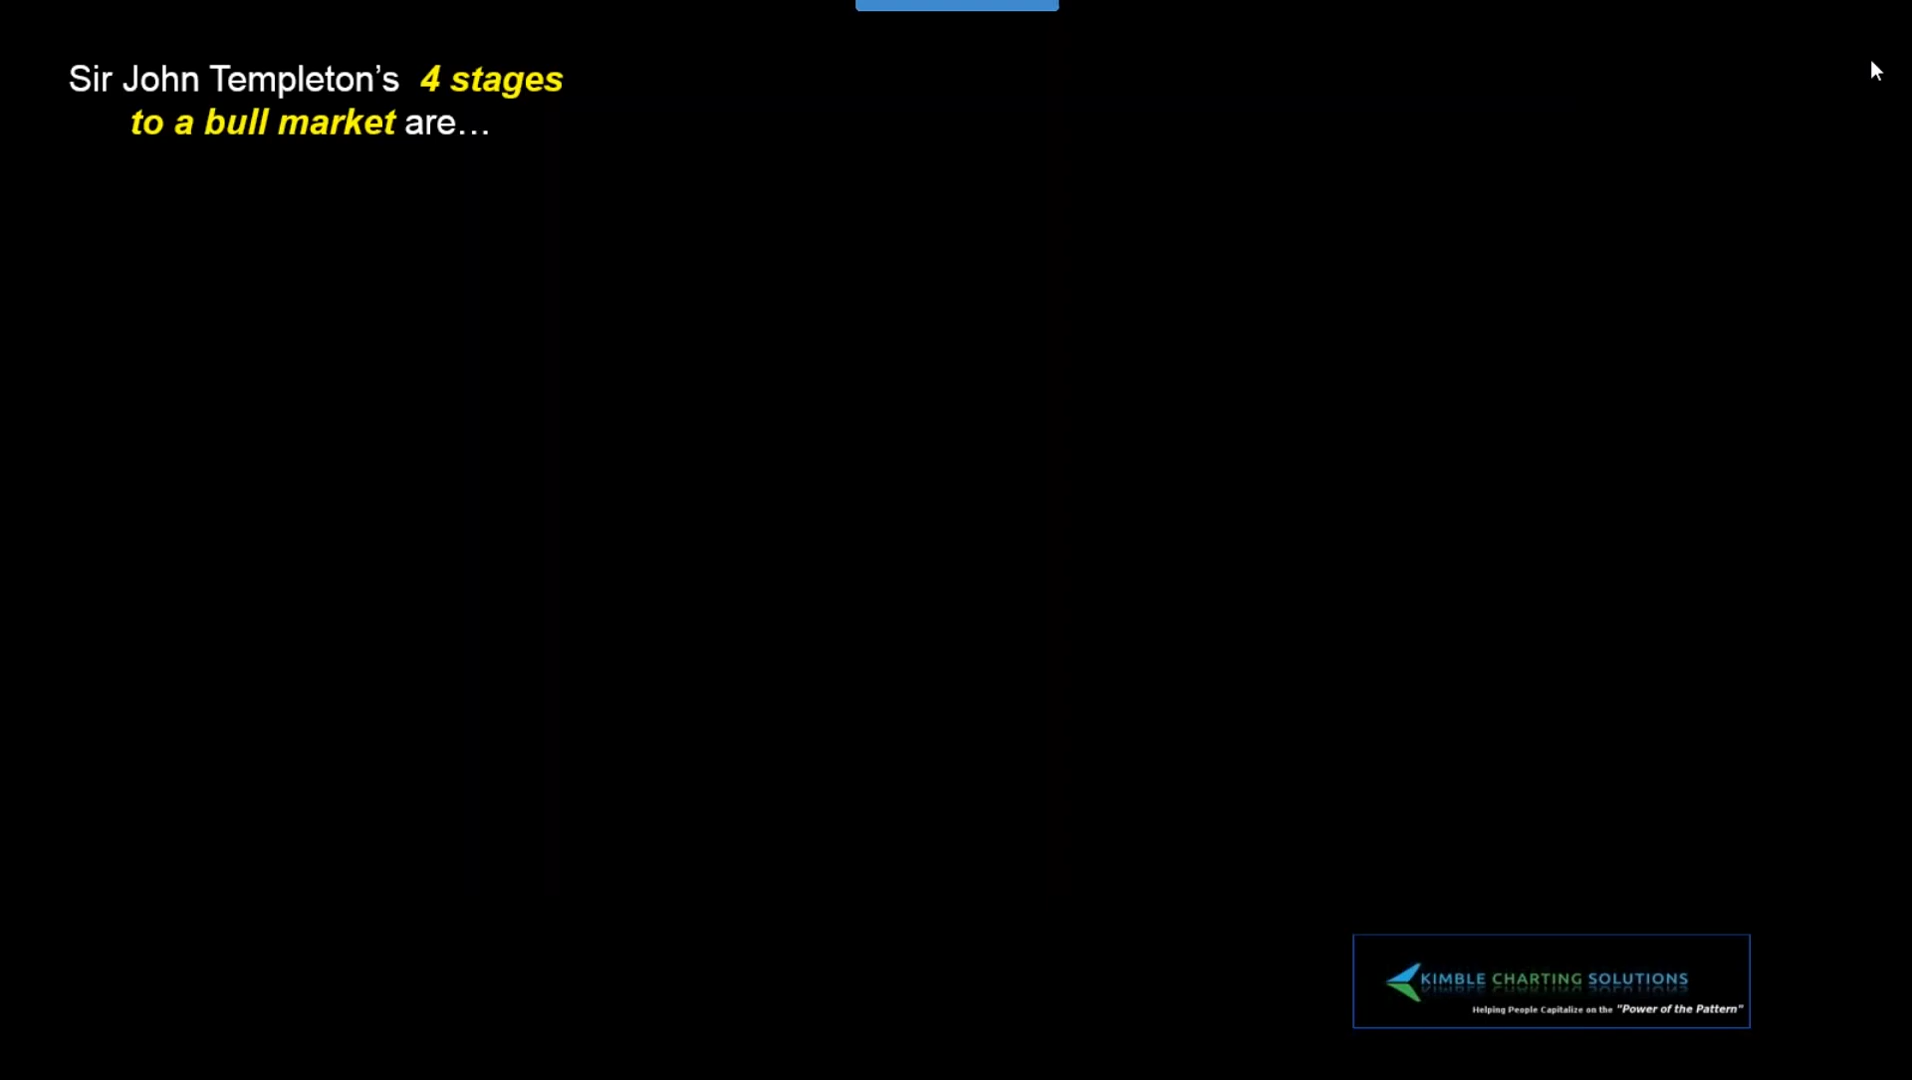 Sir John Templeton’s 4 stages
to a bull market are…
KIMBLE CHARTING SOLUTIONS
Helping People Capitalize on the "Power of the Pattern"